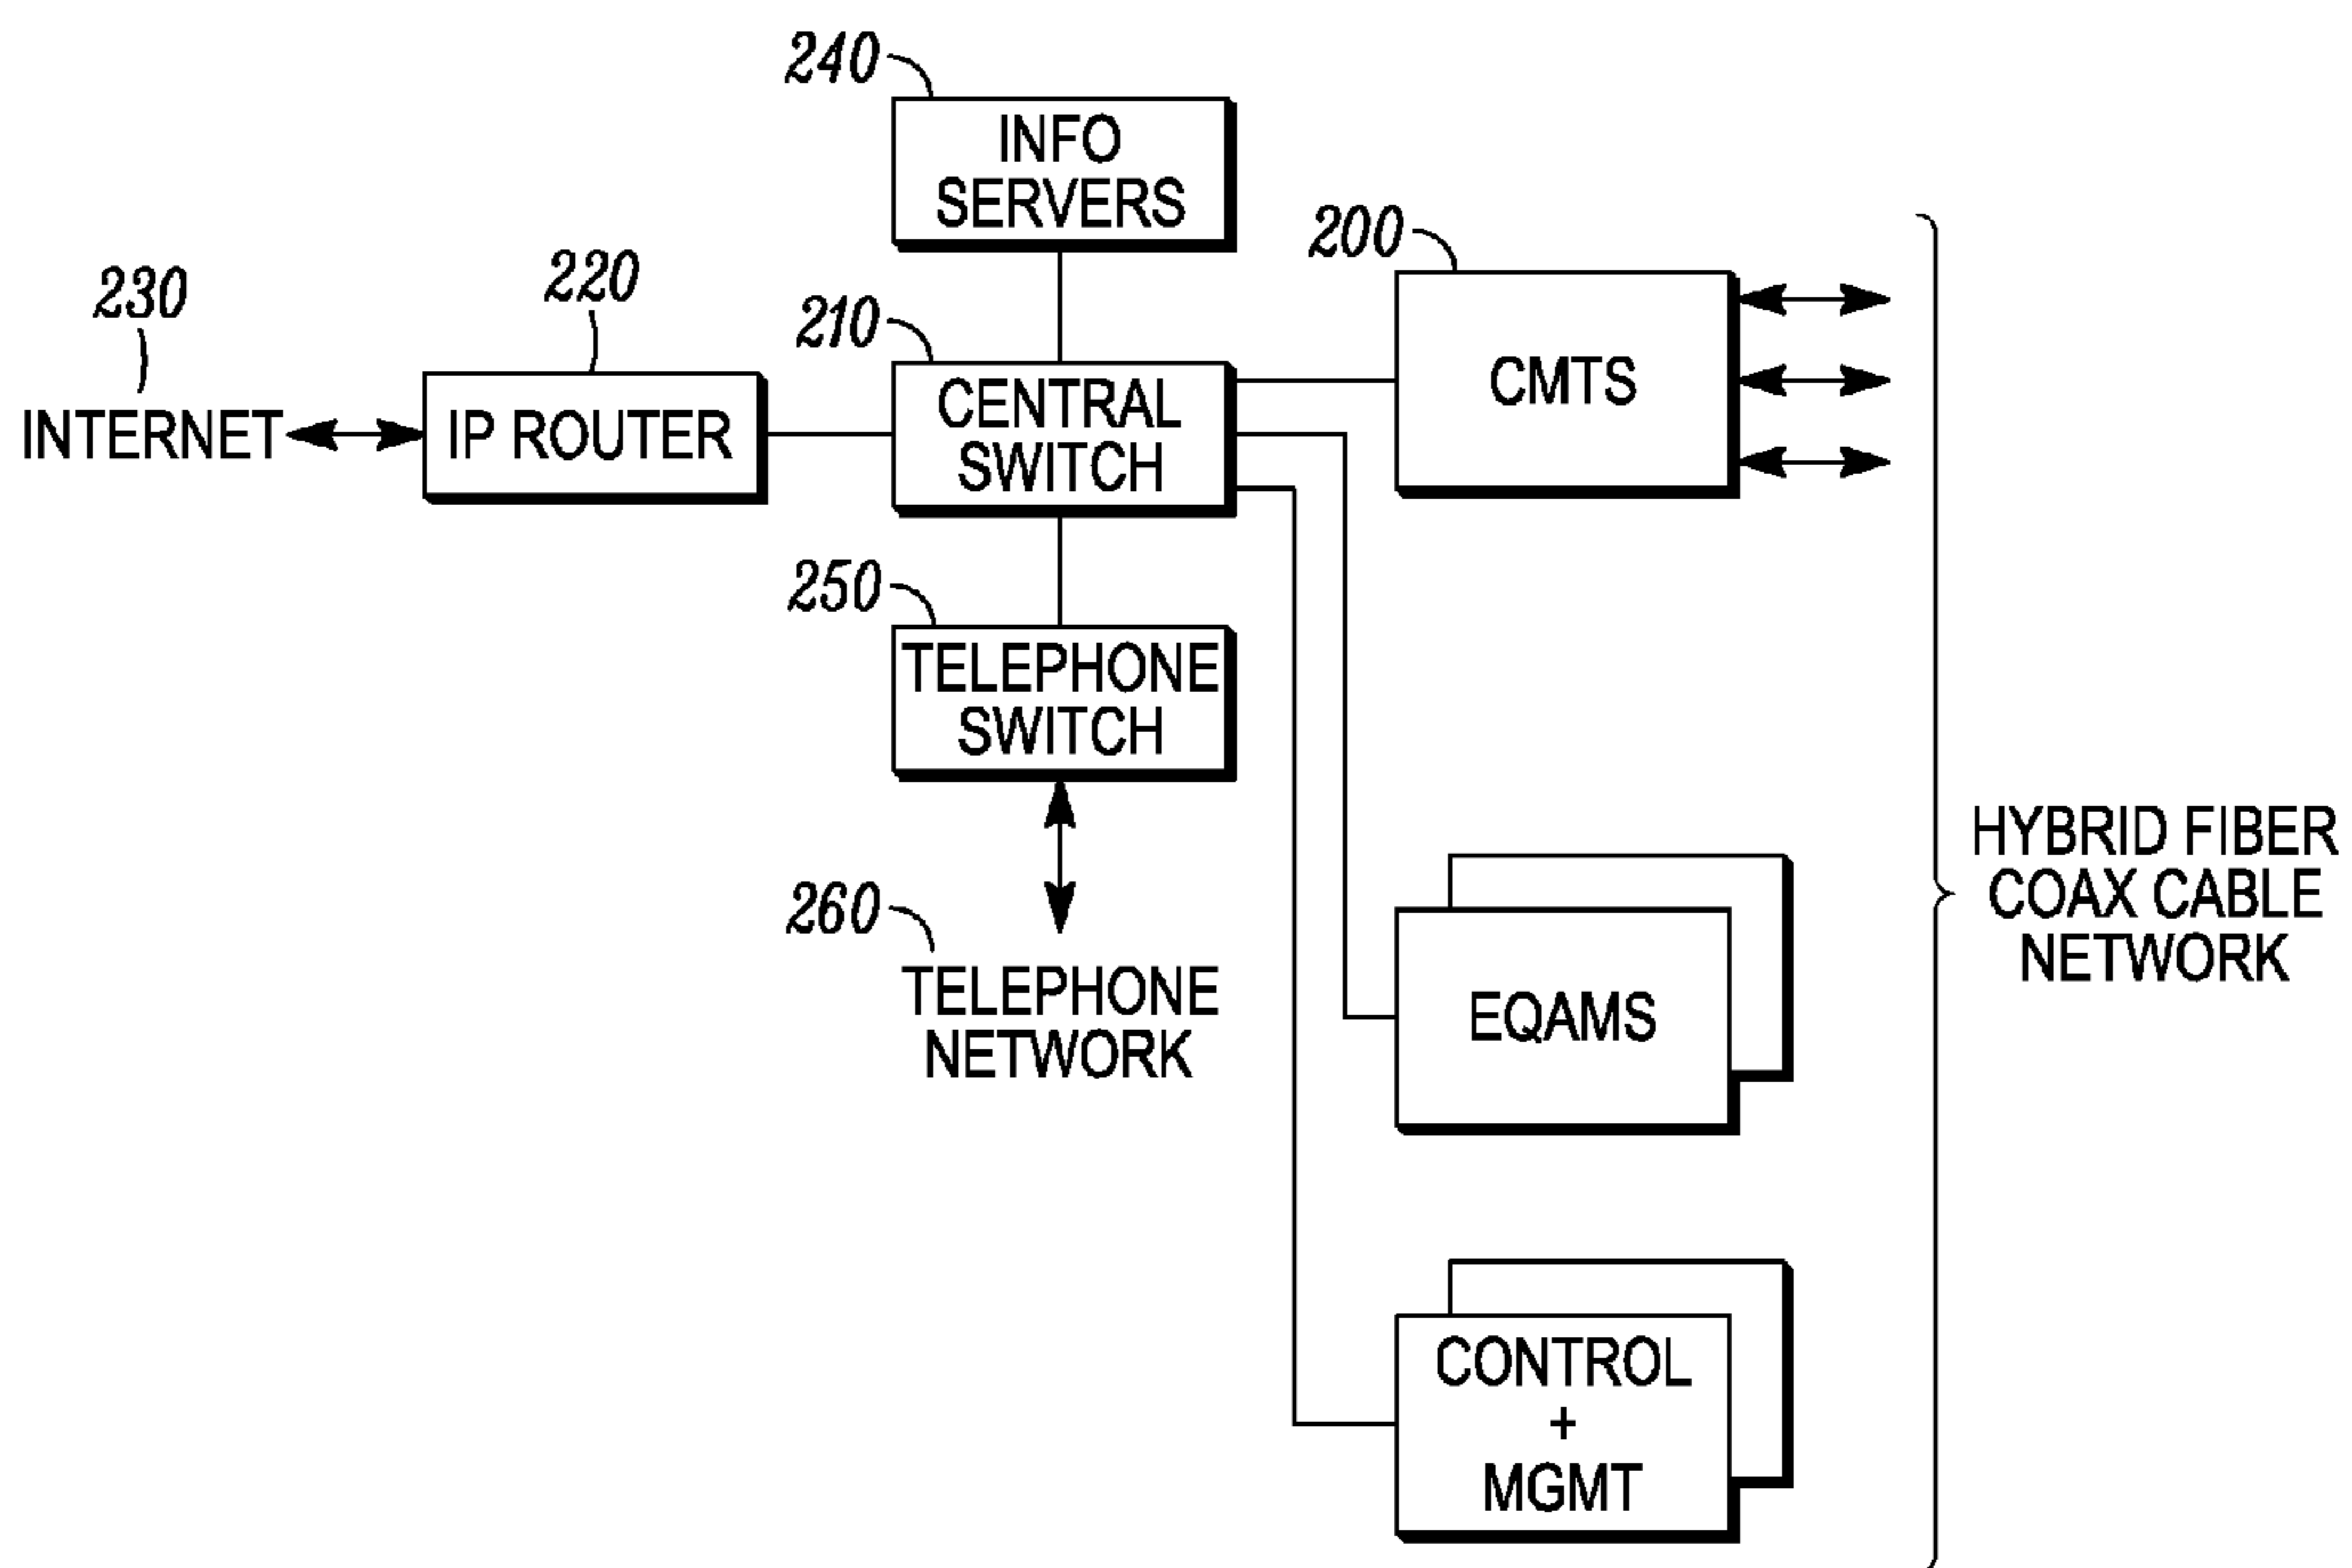 240
INFO
SERVERS
200
230
220
210
CMTS
INTERNET
IP ROUTER
CENTRAL
SWITCH
250
TELEPHONE
SWITCH
260
TELEPHONE
NETWORK
HYBRID FIBER
COAX CABLE
NETWORK
EQAMS
CONTROL
+
MGMT